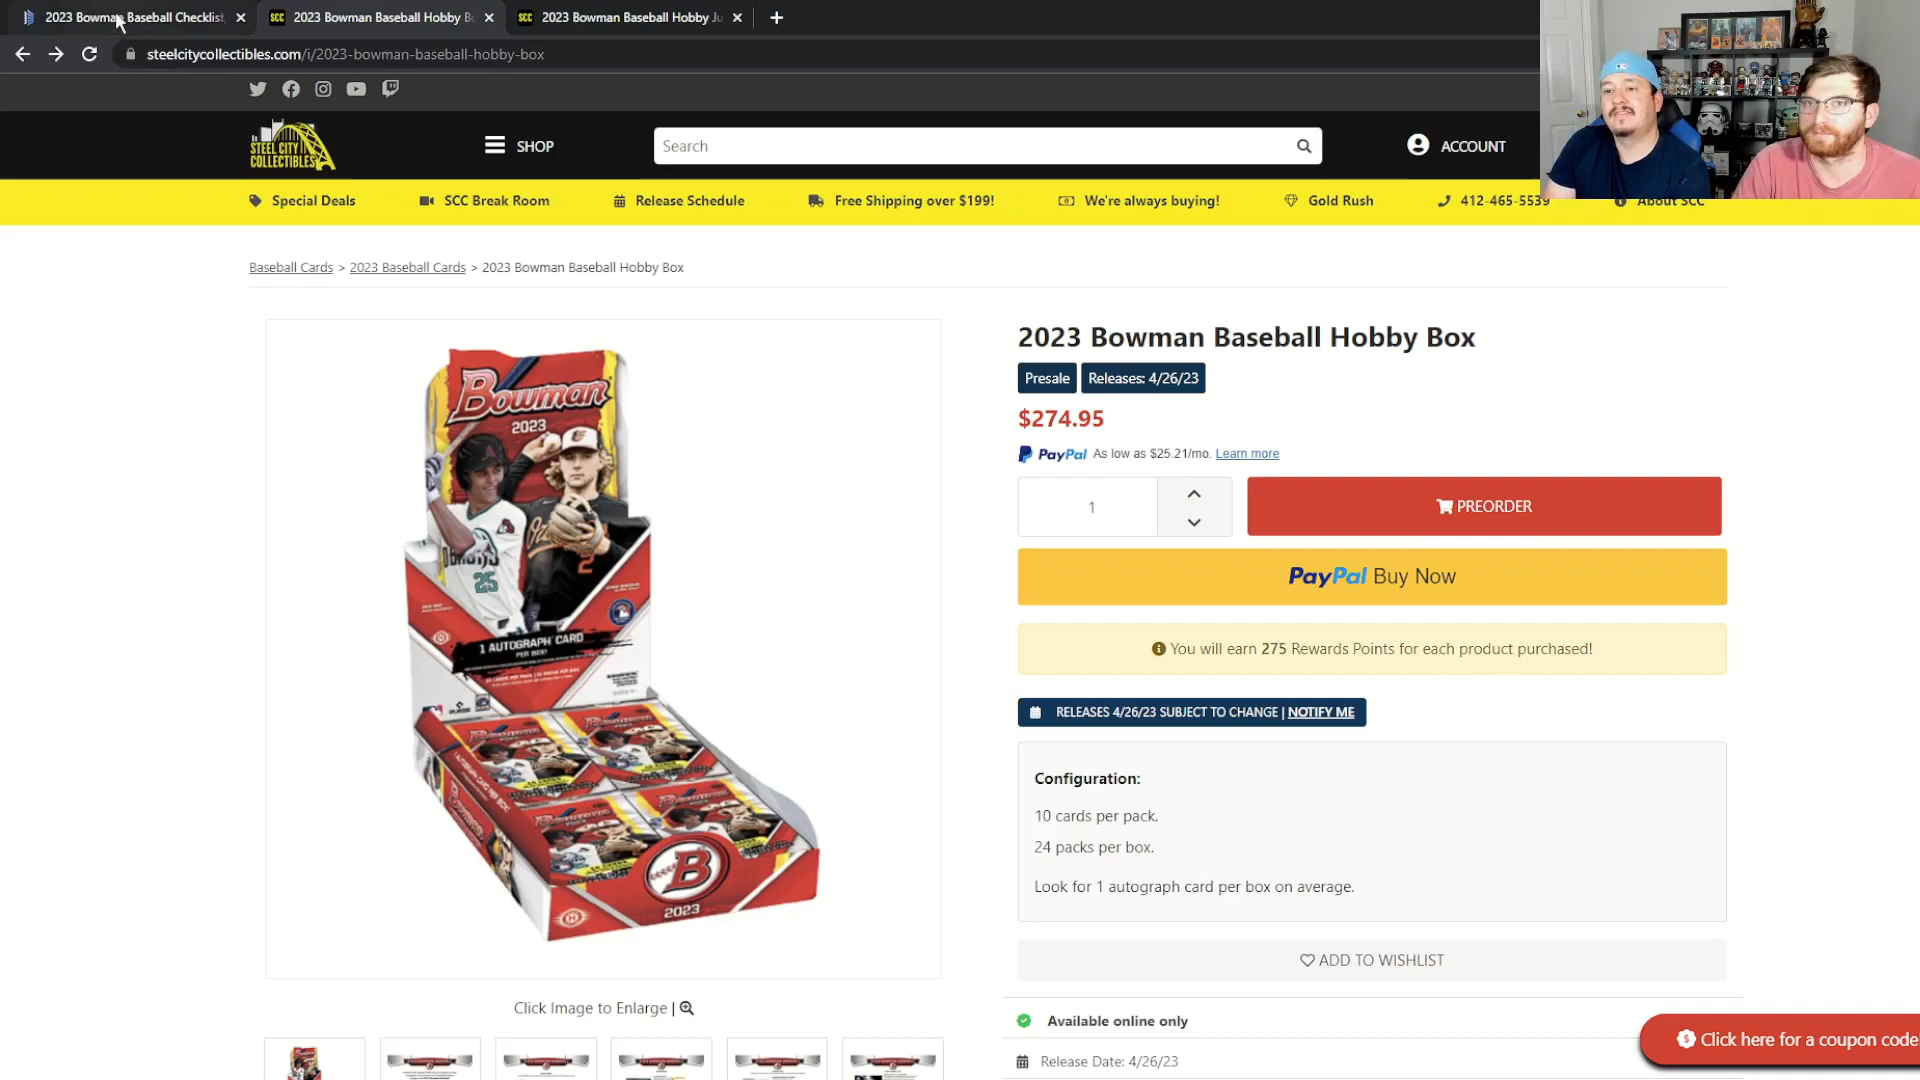 2023 Bowman Baseball Checklist,
2023 Bowman Baseball Hobby Bo
2023 Bowman Baseball Hobby Ju
steelcitycollectibles.com/i/2023-bowman-baseball-hobby-box
STEEL CITY
COLLECTIBLES
SHOP
Search
ACCOUNT
Special Deals
SCC Break Room
Release Schedule
Free Shipping over $199!
We're always buying!
Gold Rush
412-465-5539
About SCC
Baseball Cards > 2023 Baseball Cards > 2023 Bowman Baseball Hobby Box
Bowman
2023
1 AUTOGRAPH CARD
PER BOX!
B
2023
2023 Bowman Baseball Hobby Box
Presale
Releases: 4/26/23
$274.95
PayPal As low as $25.21/mo. Learn more
1
PREORDER
PayPal Buy Now
You will earn 275 Rewards Points for each product purchased!
RELEASES 4/26/23 SUBJECT TO CHANGE | NOTIFY ME
Configuration:
10 cards per pack.
24 packs per box.
Look for 1 autograph card per box on average.
ADD TO WISHLIST
Click Image to Enlarge |
Available online only
Release Date: 4/26/23
Click here for a coupon code!